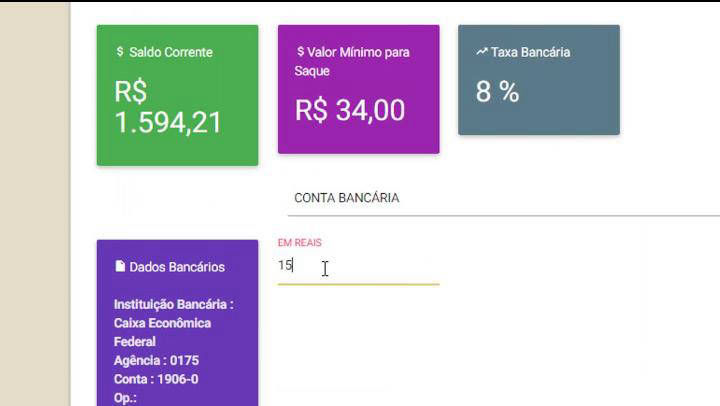 $ Saldo Corrente
R$
1.594,21
$ Valor Mínimo para
Saque
R$ 34,00
Taxa Bancária
8 %
CONTA BANCÁRIA
EM REAIS
15
Dados Bancários
Instituição Bancária :
Caixa Econômica
Federal
Agência : 0175
Conta : 1906-0
Op.: